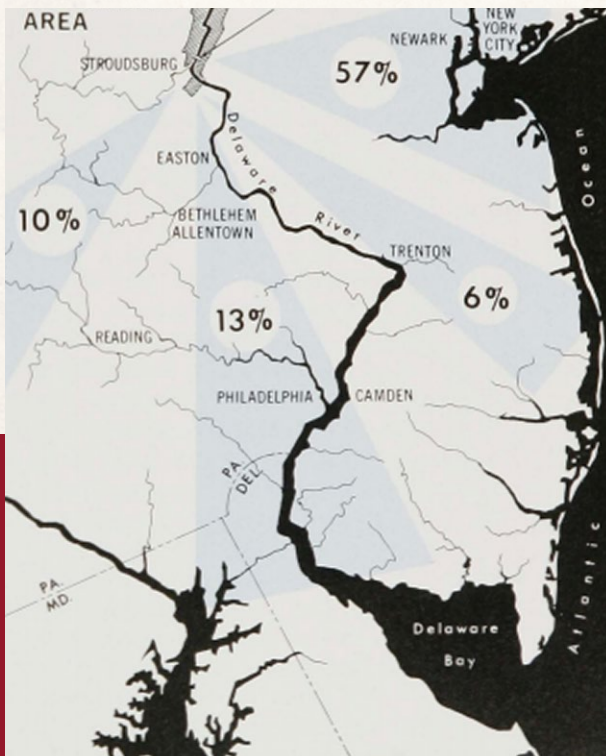 AREA
NEW
YORK
CITY
NEWARK
STROUDSBURG
57%
Delaware
River
Ocean
EASTON
10%
BETHLEHEM
ALLENTOWN
TRENTON
6%
13%
READING
PHILADELPHIA
CAMDEN
PA.
DEL.
PA.
MD.
Atlantic
Delaware
Bay